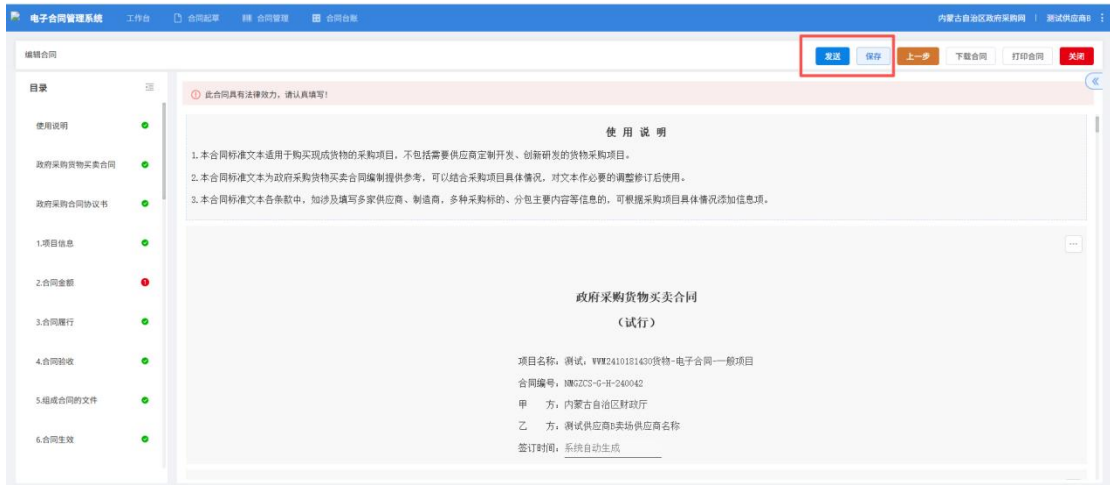 电子合同管理系统 工作台 合同起草 合同管理 合同台账 内蒙古自治区政府采购网 | 测试供应商B
编辑合同 发送 保存 上一步 下载合同 打印合同 关闭
目录
此合同具有法律效力，请认真填写！
使用说明
政府采购货物买卖合同
政府采购合同协议书
1.项目信息
2.合同金额 1
3.合同履行
4.合同验收
5.组成合同的文件
6.合同生效
使 用 说 明
1.本合同标准文本适用于购买现成货物的采购项目，不包括需要供应商定制开发、创新研发的货物采购项目。
2.本合同标准文本为政府采购货物买卖合同编制提供参考，可以结合采购项目具体情况，对文本作必要的调整修订后使用。
3.本合同标准文本各条款中，如涉及填写多家供应商、制造商，多种采购标的、分包主要内容等信息的，可根据采购项目具体情况添加信息项。
政府采购货物买卖合同
（试行）
项目名称：测试，WWM2410181430货物-电子合同-一般项目
合同编号：NMGZCS-G-H-240042
甲 方：内蒙古自治区财政厅
乙 方：测试供应商B卖场供应商名称
签订时间：系统自动生成